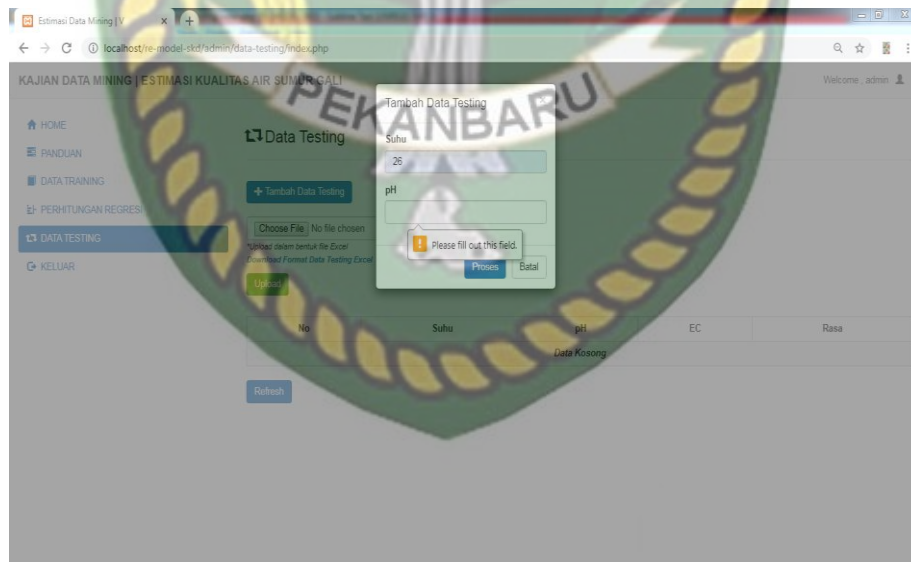 Estimasi Data Mining | V
localhost/re-model-skd/admin/data-testing/index.php
KAJIAN DATA MINING | ESTIMASI KUALITAS AIR SUMUR GALI
Welcome , admin
HOME
PANDUAN
DATA TRAINING
PERHITUNGAN REGRESI
DATA TESTING
KELUAR
Data Testing
+ Tambah Data Testing
Choose File No file chosen
*Upload dalam bentuk file Excel
Download Format Data Testing Excel
Upload
Tambah Data Testing
Suhu
26
pH
Please fill out this field.
Proses Batal
No Suhu pH EC Rasa
Data Kosong
Refresh
PEKANBARU